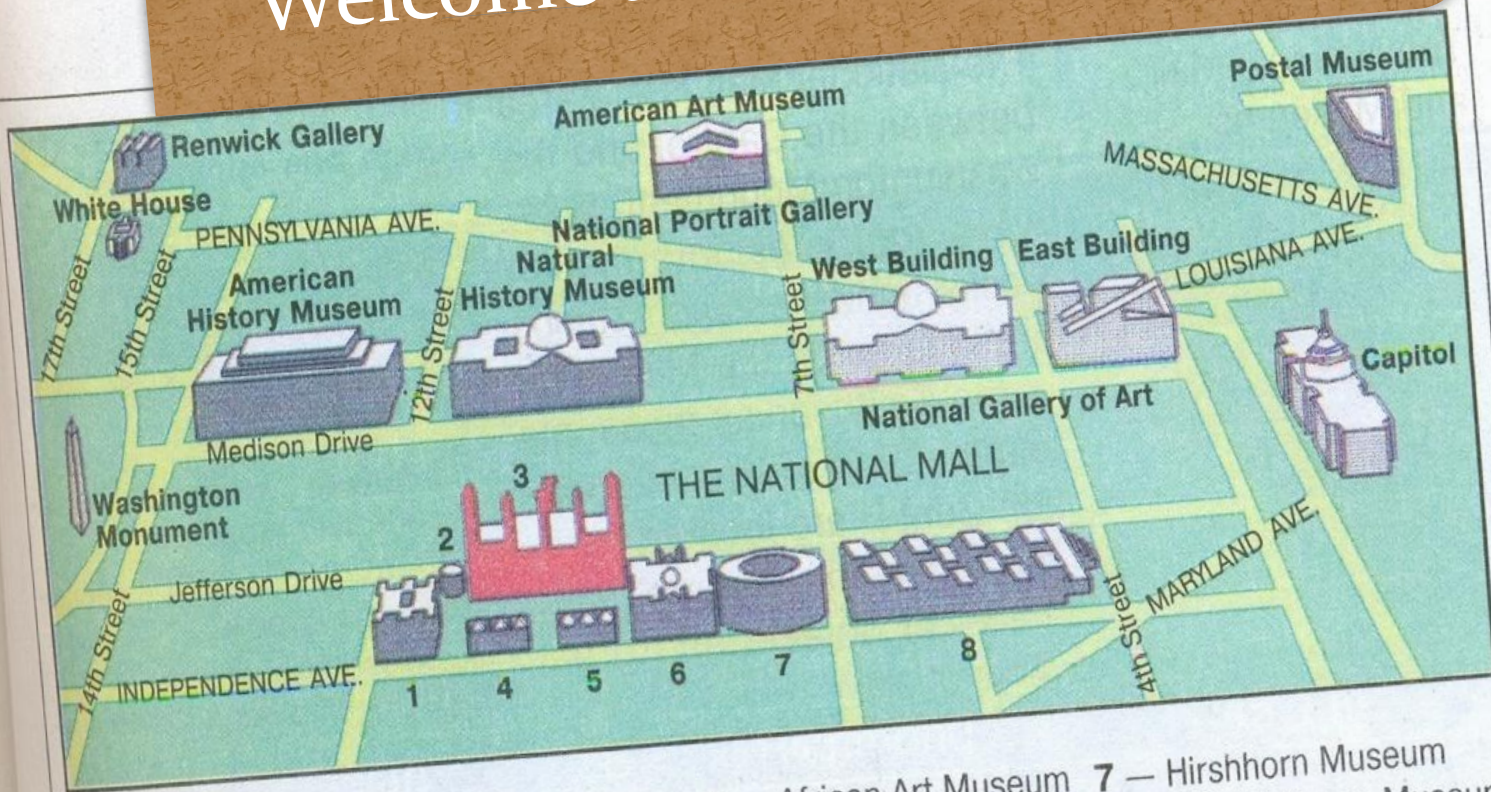 Welcome
Postal Museum
American Art Museum
Renwick Gallery
MASSACHUSETTS AVE.
White House
PENNSYLVANIA AVE.
National Portrait Gallery
LOUISIANA AVE.
East Building
West Building
Natural
History Museum
American
History Museum
17th Street
15th Street
12th Street
7th Street
Capitol
National Gallery of Art
Medison Drive
THE NATIONAL MALL
3
Washington
Monument
2
Jefferson Drive
MARYLAND AVE.
4th Street
14th Street
INDEPENDENCE AVE.
1
4
5
6
7
8
African Art Museum 7 — Hirshhorn Museum
Museum